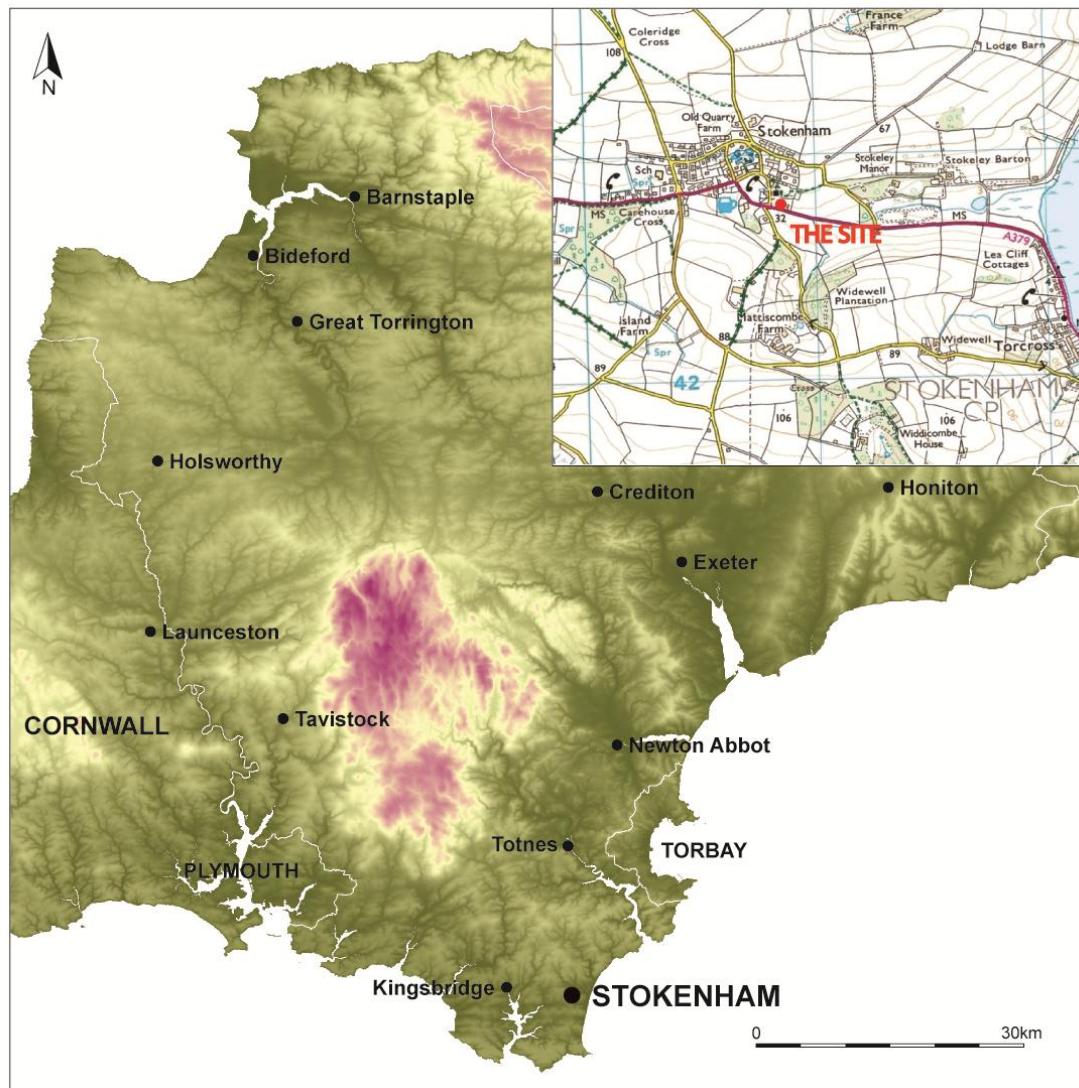 N
Barnstaple
Bideford
Great Torrington
Holsworthy
Crediton
Honiton
Exeter
Launceston
CORNWALL
Tavistock
Newton Abbot
Totnes
TORBAY
PLYMOUTH
Kingsbridge
STOKENHAM
0 30km
France
Farm
Coleridge
Cross
108
Lodge Barn
Old Quarry
Farm
Stokenham
67
Stokeley
Manor
Stokeley Barton
Sch
Spr
MS
Carehouse
Cross
32
THE SITE
MS
A379
Spr
Lea Cliff
Cottages
Widewell
Plantation
Island
Farm
Mattiscombe
Farm
Spr
88
89
42
Widewell
89
Torcross
Cross
STOKENHAM
CP
106
106
Widdicombe
House